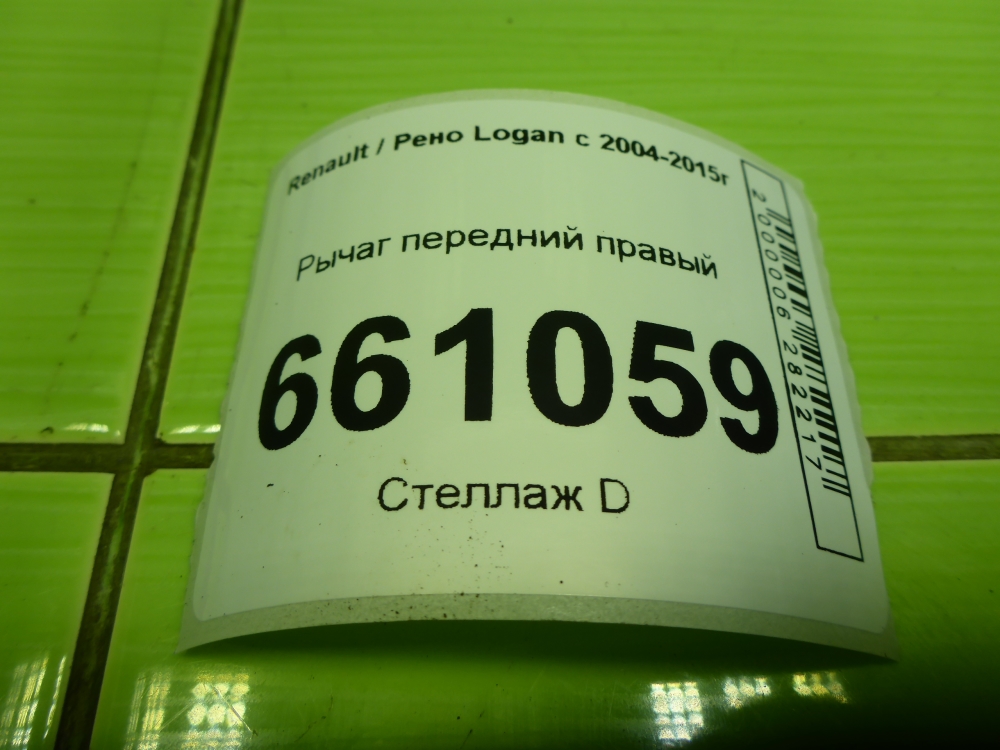 Renault / Рено Logan с 2004-2015г
Рычаг передний правый
661059
Стеллаж D
2000006282217